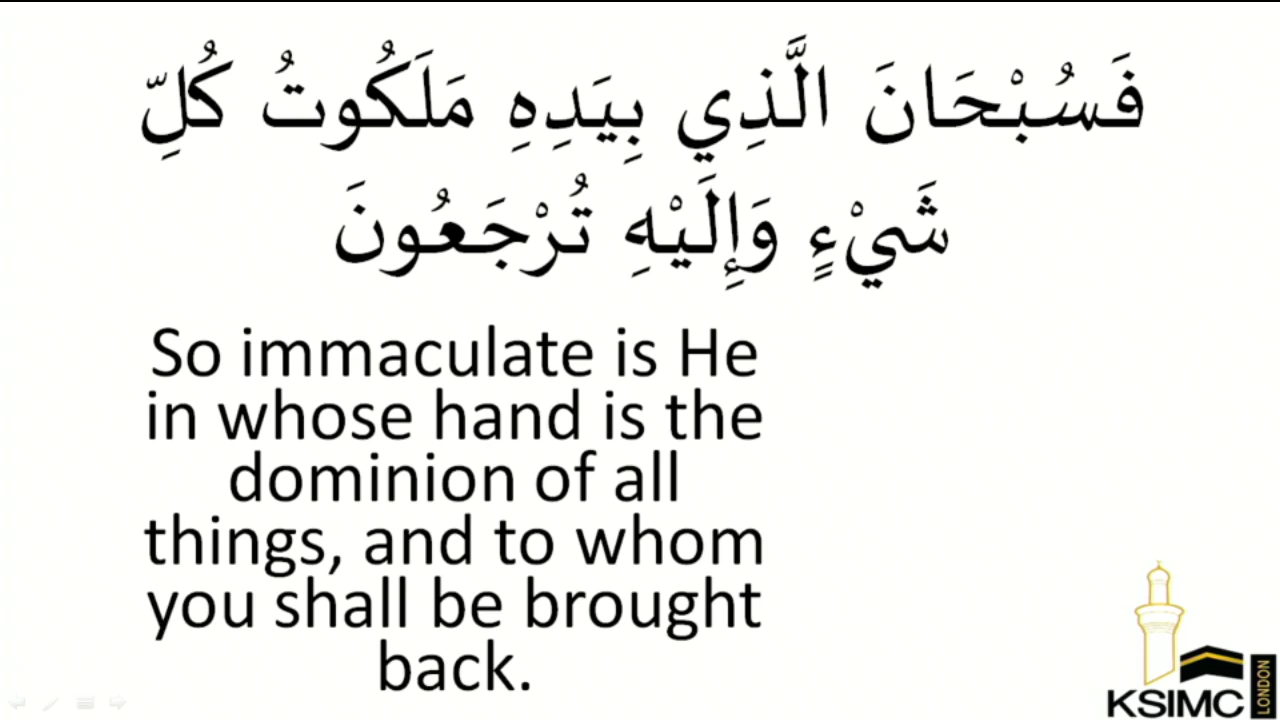 فَسُبْحَانَ الَّذِي بِيَدِهِ مَلَكُوتُ كُلِّ
شَيْءٍ وَإِلَيْهِ تُرْجَعُونَ
So immaculate is He
in whose hand is the
dominion of all
things, and to whom
you shall be brought
back.
KSIMC
LONDON